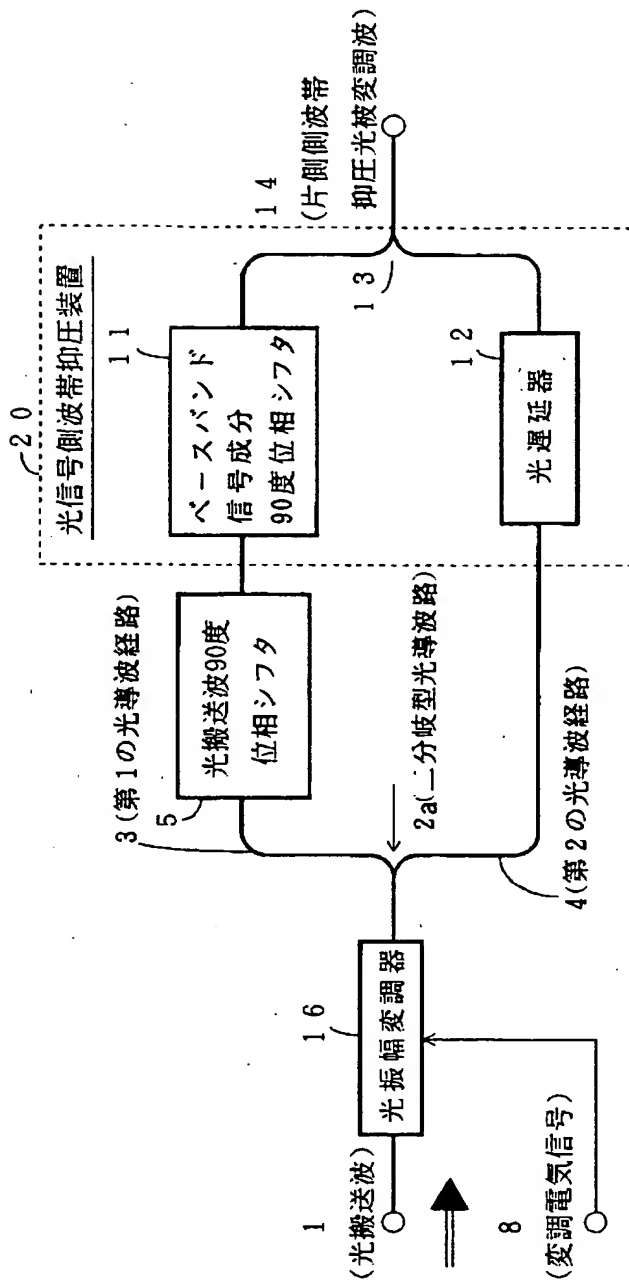 1
(光搬送波)
8
(変調電気信号)
16
光振幅変調器
2a(二分岐型光導波路)
3(第1の光導波経路)
4(第2の光導波経路)
5
光搬送波90度
位相シフタ
20
光信号側波帯抑圧装置
11
ベースバンド
信号成分
90度位相シフタ
12
光遅延器
13
14
(片側側波帯
抑圧光被変調波)